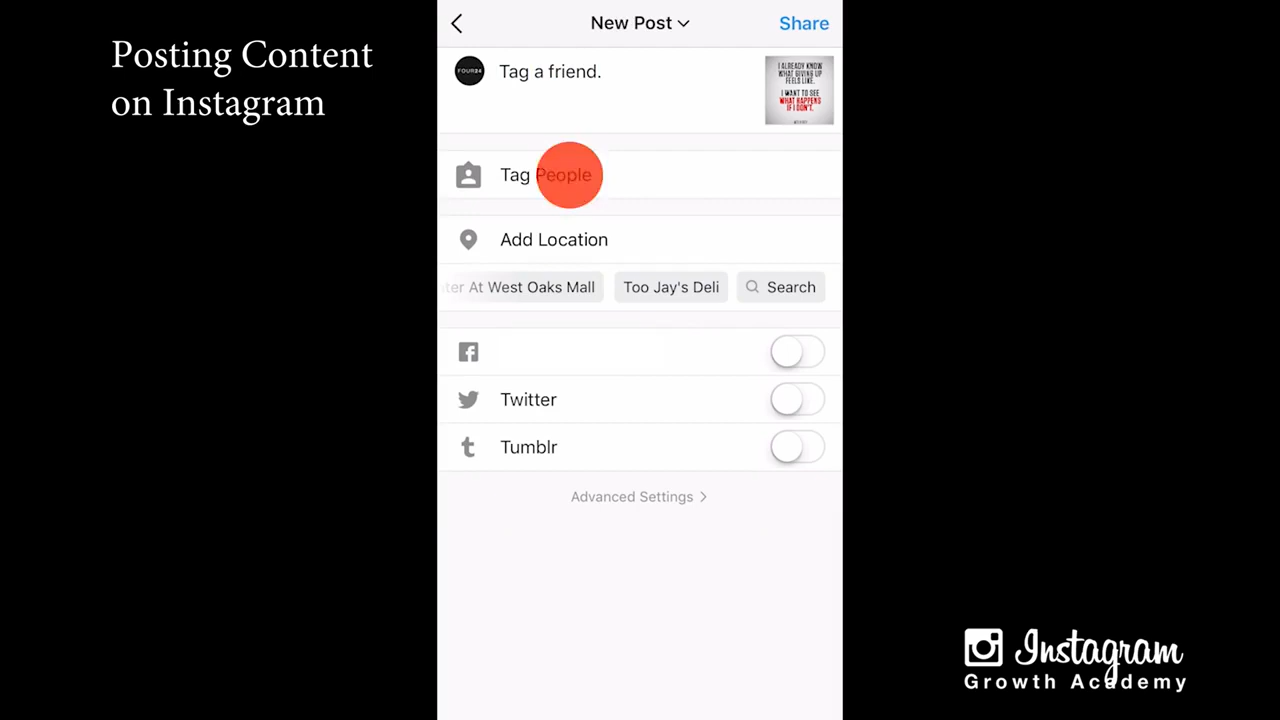 Posting Content
on Instagram
New Post
Share
FOUR24
Tag a friend.
I ALREADY KNOW
WHAT GIVING UP
FEELS LIKE.
I WANT TO SEE
WHAT HAPPENS
IF I DON'T.
Tag People
Add Location
ter At West Oaks Mall
Too Jay's Deli
Search
Twitter
Tumblr
Advanced Settings
Instagram
Growth Academy